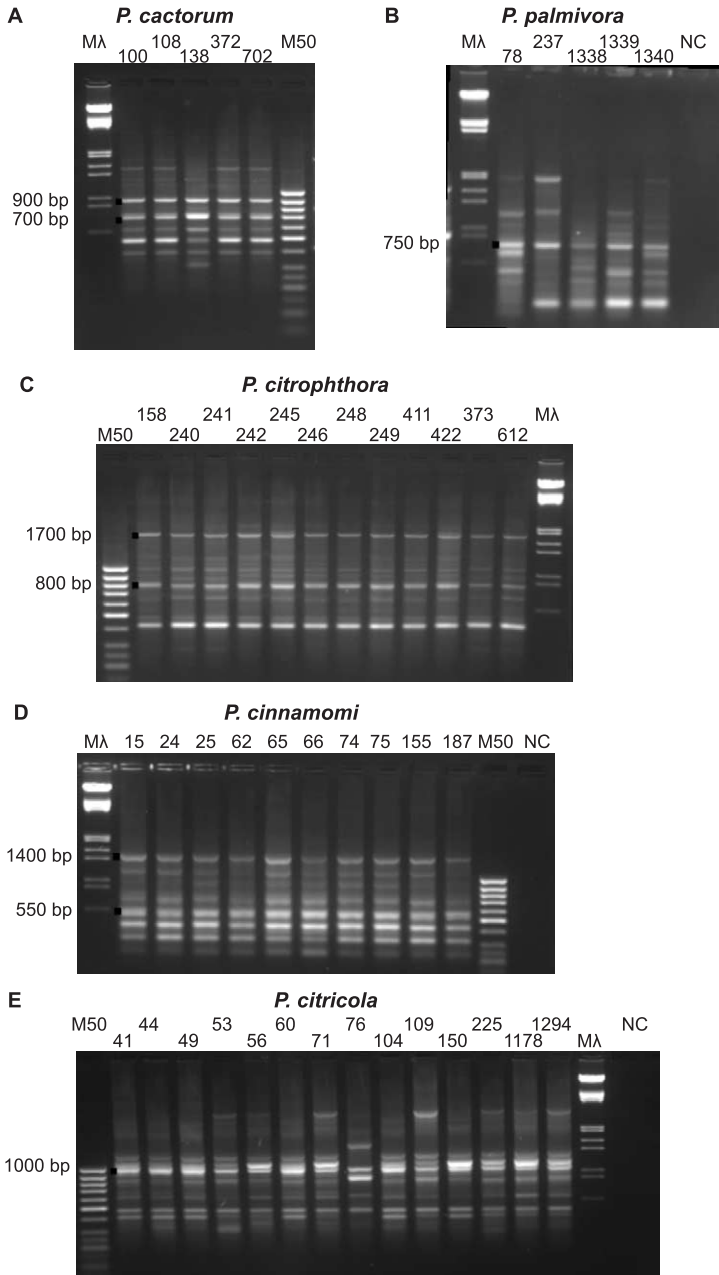 A P. cactorum
Mλ 108 372 M50
100 138 702
900 bp
700 bp
B P. palmivora
Mλ 237 1339 NC
78 1338 1340
750 bp
C P. citrophthora
158 241 245 248 411 373 Mλ
M50 240 242 246 249 422 612
1700 bp
800 bp
D P. cinnamomi
Mλ 15 24 25 62 65 66 74 75 155 187 M50 NC
1400 bp
550 bp
E P. citricola
M50 44 53 60 76 109 225 1294 NC
41 49 56 71 104 150 1178 Mλ
1000 bp